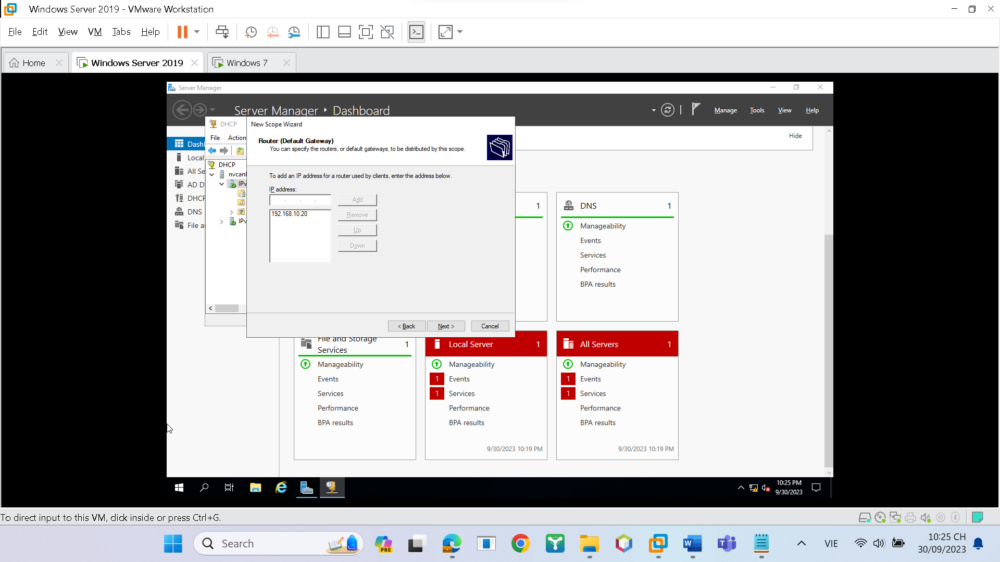 Windows Server 2019 - VMware Workstation
File Edit View VM Tabs Help
Home Windows Server 2019 Windows 7
Server Manager
Server Manager Dashboard
Manage Tools View Help
DHCP
File Action
DHCP
nvcanl
IPv
IPv
Dashl
Local
All Se
AD D
DHCP
DNS
File a
New Scope Wizard
Router (Default Gateway)
You can specify the routers, or default gateways, to be distributed by this scope.
To add an IP address for a router used by clients, enter the address below.
IP address:
. . .
Add
192.168.10.20
Remove
Up
Down
< Back Next > Cancel
Hide
1
DNS 1
Manageability
Events
Services
Performance
BPA results
File and Storage
Services 1
Manageability
Events
Services
Performance
BPA results
Local Server 1
Manageability
1 Events
1 Services
Performance
BPA results
9/30/2023 10:19 PM
All Servers 1
Manageability
1 Events
1 Services
Performance
BPA results
9/30/2023 10:19 PM
10:25 PM
9/30/2023
To direct input to this VM, click inside or press Ctrl+G.
Search
PRE
VIE
10:25 CH
30/09/2023